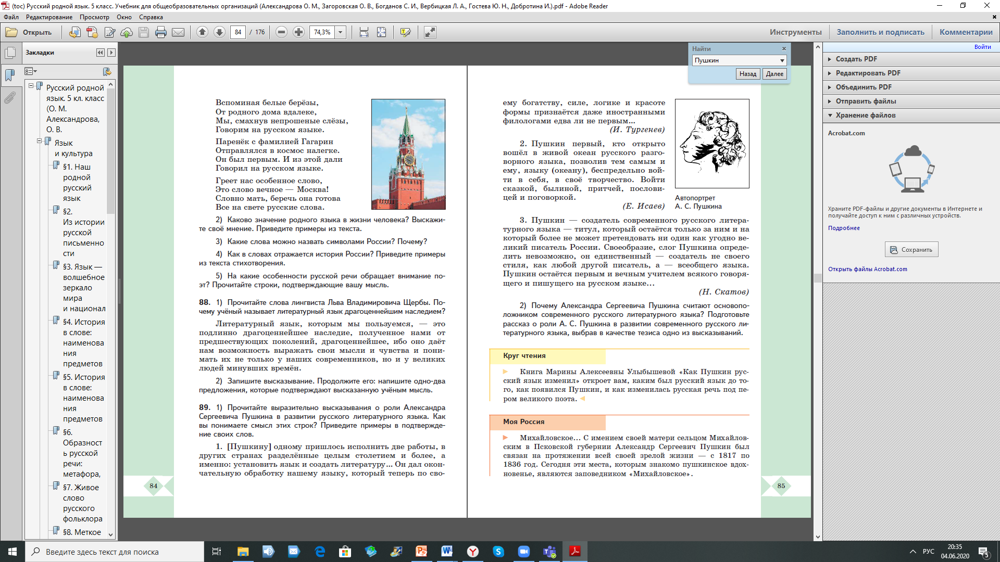 (toc) Русский родной язык. 5 класс. Учебник для общеобразовательных организаций (Александрова О. М., Загоровская О. В., Богданов С. И., Вербицкая Л. А., Гостева Ю. Н., Добротина И.).pdf - Adobe Reader
Файл Редактирование Просмотр Окно Справка
Открыть 84 / 176 74,3% Инструменты Заполнить и подписать Комментарии
Закладки
Русский родной
язык. 5 кл. класс
(О. М.
Александрова,
О. В.
Язык
и культура
§1. Наш
родной
русский
язык
§2.
Из истории
русской
письменно
сти
§3. Язык —
волшебное
зеркало
мира
и национал
§4. История
в слове:
наименова
ния
предметов
§5. История
в слове:
наименова
ния
предметов
§6.
Образност
ь русской
речи:
метафора,
§7. Живое
слово
русского
фольклора
§8. Меткое
Вспоминая белые берёзы,
От родного дома вдалеке,
Мы, смахнув непрошеные слёзы,
Говорим на русском языке.
Паренёк с фамилией Гагарин
Отправлялся в космос налегке.
Он был первым. И из этой дали
Говорил на русском языке.
Греет нас особенное слово,
Это слово вечное — Москва!
Словно мать, беречь она готова
Все на свете русские слова.
2) Каково значение родного языка в жизни человека? Выскажи-
те своё мнение. Приведите примеры из текста.
3) Какие слова можно назвать символами России? Почему?
4) Как в словах отражается история России? Приведите примеры
из текста стихотворения.
5) На какие особенности русской речи обращает внимание по-
эт? Прочитайте строки, подтверждающие вашу мысль.
88. 1) Прочитайте слова лингвиста Льва Владимировича Щербы. По-
чему учёный называет литературный язык драгоценнейшим наследием?
Литературный язык, которым мы пользуемся, — это
подлинно драгоценнейшее наследие, полученное нами от
предшествующих поколений, драгоценнейшее, ибо оно даёт
нам возможность выражать свои мысли и чувства и пони-
мать их не только у наших современников, но и у великих
людей минувших времён.
2) Запишите высказывание. Продолжите его: напишите одно-два
предложения, которые подтверждают высказанную учёным мысль.
89. 1) Прочитайте выразительно высказывания о роли Александра
Сергеевича Пушкина в развитии русского литературного языка. Как
вы понимаете смысл этих строк? Приведите примеры в подтвержде-
ние своих слов.
1. [Пушкину] одному пришлось исполнить две работы, в
других странах разделённые целым столетием и более, а
именно: установить язык и создать литературу... Он дал окон-
чательную обработку нашему языку, который теперь по сво-
84
ему богатству, силе, логике и красоте
формы признаётся даже иностранными
филологами едва ли не первым...
(И. Тургенев)
2. Пушкин первый, кто открыто
вошёл в живой океан русского разго-
ворного языка, позволив тем самым и
ему, языку (океану), беспредельно вой-
ти в себя, в своё творчество. Войти
сказкой, былиной, притчей, послови-
цей и поговоркой.
(Е. Исаев)
Автопортрет
А. С. Пушкина
3. Пушкин — создатель современного русского литера-
турного языка — титул, который остаётся только за ним и на
который более не может претендовать ни один как угодно ве-
ликий писатель России. Своеобразие, слог Пушкина опреде-
лить невозможно, он единственный — создатель не своего
стиля, как любой другой писатель, а — всеобщего языка.
Пушкин остаётся первым и вечным учителем всякого говоря-
щего и пишущего на русском языке...
(Н. Скатов)
2) Почему Александра Сергеевича Пушкина считают основопо-
ложником современного русского литературного языка? Подготовьте
рассказ о роли А. С. Пушкина в развитии современного русского ли-
тературного языка, выбрав в качестве тезиса одно из высказываний.
Круг чтения
Книга Марины Алексеевны Улыбышевой «Как Пушкин рус-
ский язык изменил» откроет вам, каким был русский язык до то-
го, как появился Пушкин, и как изменилась русская речь под пе-
ром великого поэта.
Моя Россия
Михайловское... С имением своей матери сельцом Михайлов-
ским в Псковской губернии Александр Сергеевич Пушкин был
связан на протяжении всей своей зрелой жизни — с 1817 по
1836 год. Сегодня эти места, которым знакомо пушкинское вдох-
новенье, являются заповедником «Михайловское».
85
Найти
Пушкин
Назад Далее
Войти
Создать PDF
Редактировать PDF
Объединить PDF
Отправить файлы
Хранение файлов
Acrobat.com
Храните PDF-файлы и другие документы в Интернете и
получайте доступ к ним с различных устройств.
Подробнее
Сохранить
Открыть файлы Acrobat.com
Введите здесь текст для поиска
РУС
20:35
04.06.2020
5